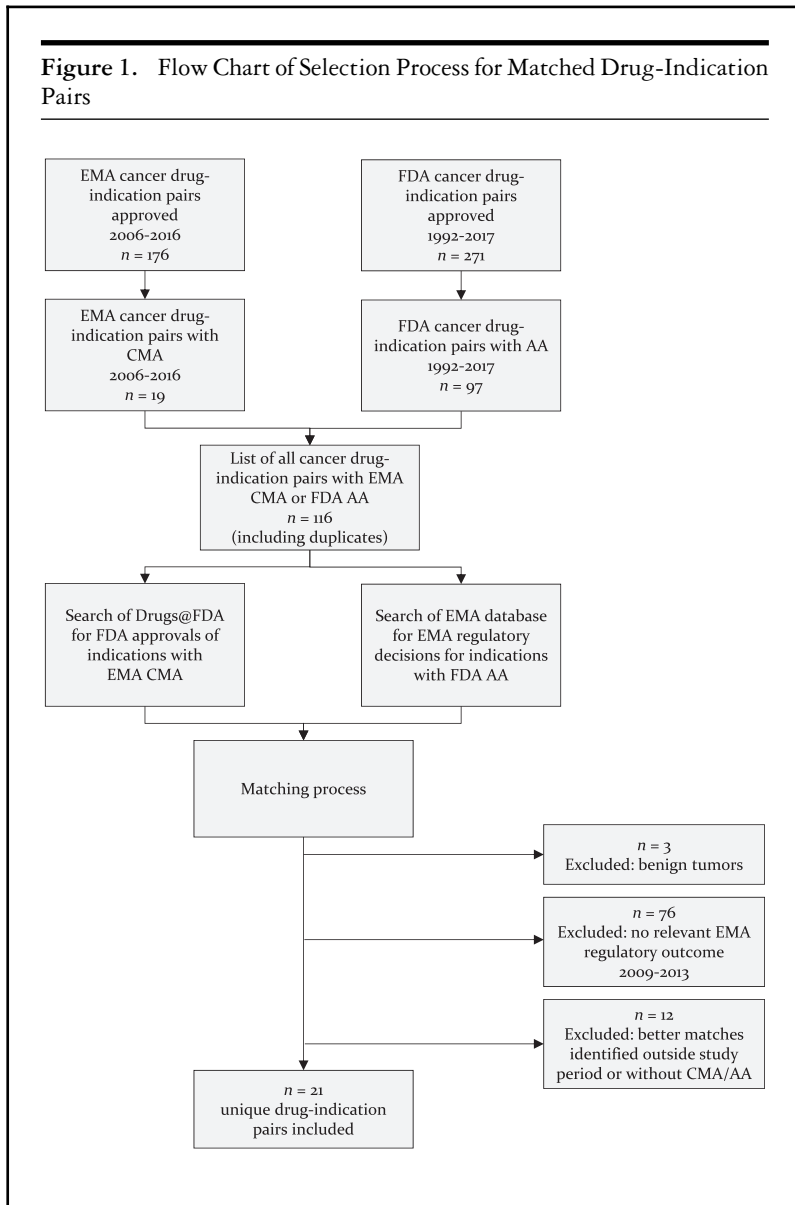 Figure 1. Flow Chart of Selection Process for Matched Drug-Indication
Pairs
EMA cancer drug-
indication pairs
approved
2006-2016
n = 176
FDA cancer drug-
indication pairs
approved
1992-2017
n = 271
EMA cancer drug-
indication pairs with
CMA
2006-2016
n = 19
FDA cancer drug-
indication pairs with AA
1992-2017
n = 97
List of all cancer drug-
indication pairs with EMA
CMA or FDA AA
n = 116
(including duplicates)
Search of Drugs@FDA
for FDA approvals of
indications with
EMA CMA
Search of EMA database
for EMA regulatory
decisions for indications
with FDA AA
Matching process
n = 3
Excluded: benign tumors
n = 76
Excluded: no relevant EMA
regulatory outcome
2009-2013
n = 12
Excluded: better matches
identified outside study
period or without CMA/AA
n = 21
unique drug-indication
pairs included